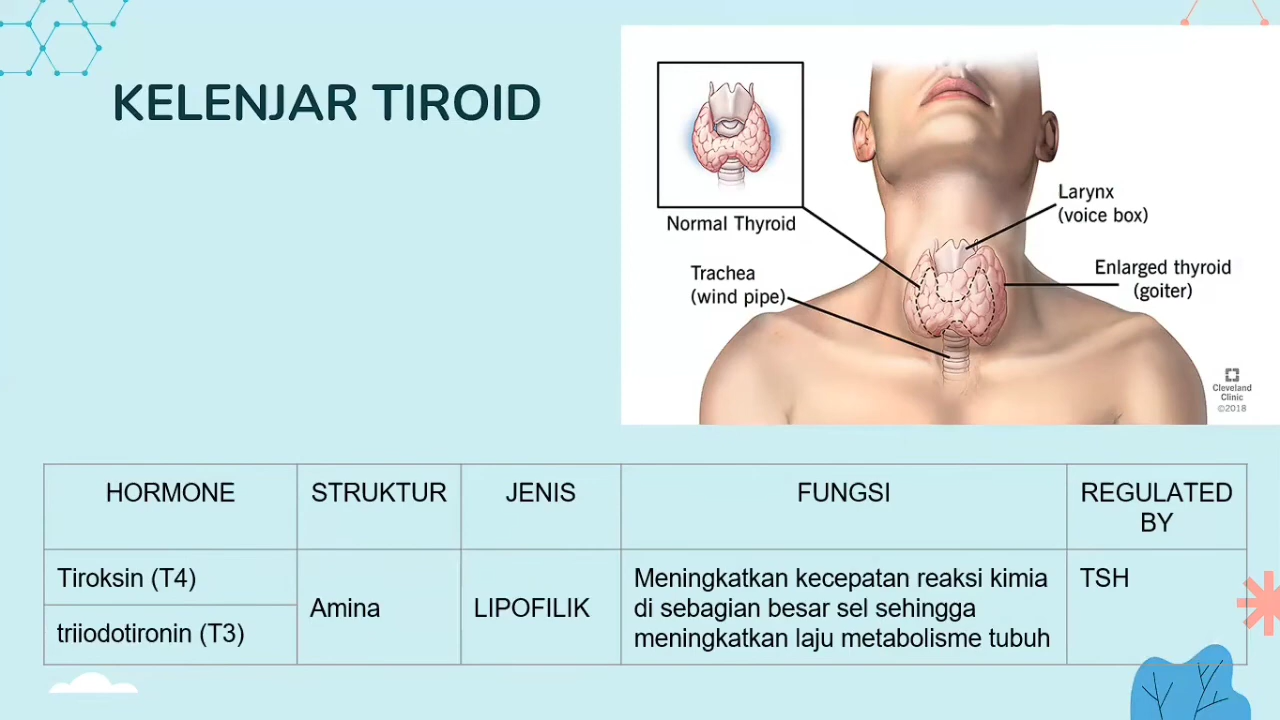 KELENJAR TIROID
Normal Thyroid
Trachea
(wind pipe)
Larynx
(voice box)
Enlarged thyroid
(goiter)
Cleveland
Clinic
©2018
HORMONE
STRUKTUR
JENIS
FUNGSI
REGULATED
BY
Tiroksin (T4)
triiodotironin (T3)
Amina
LIPOFILIK
Meningkatkan kecepatan reaksi kimia
di sebagian besar sel sehingga
meningkatkan laju metabolisme tubuh
TSH